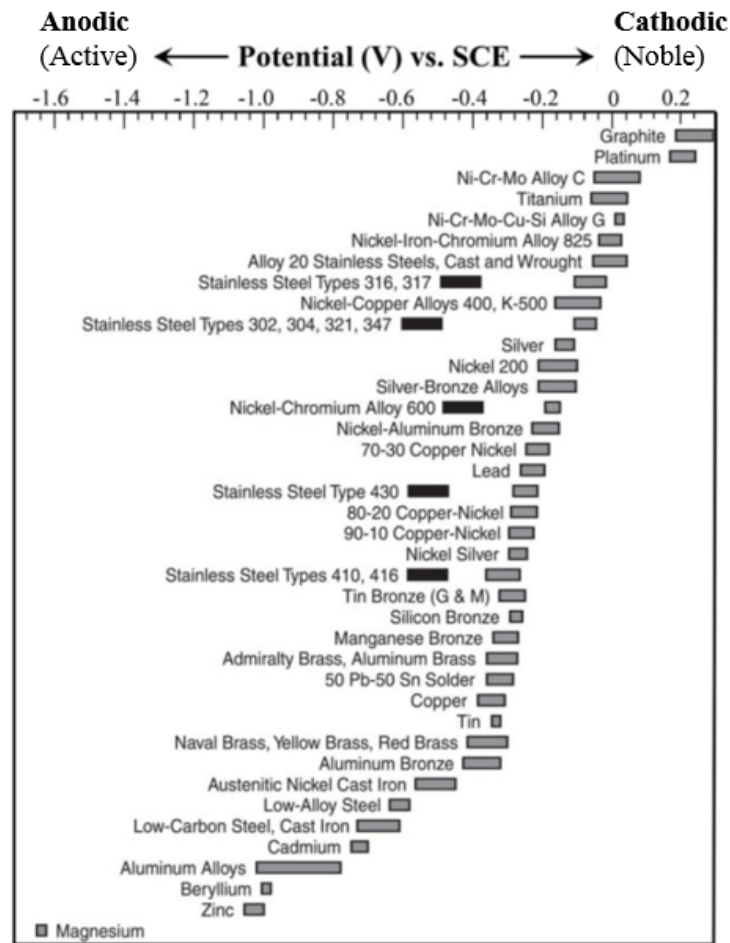 Anodic
Cathodic
(Active)
Potential (V) vs. SCE
(Noble)
-1.6 -1.4 -1.2 -1.0 -0.8 -0.6 -0.4 -0.2 0 0.2
Graphite
Platinum
Ni-Cr-Mo Alloy C
Titanium
Ni-Cr-Mo-Cu-Si Alloy G
Nickel-Iron-Chromium Alloy 825
Alloy 20 Stainless Steels, Cast and Wrought
Stainless Steel Types 316, 317
Nickel-Copper Alloys 400, K-500
Stainless Steel Types 302, 304, 321, 347
Silver
Nickel 200
Silver-Bronze Alloys
Nickel-Chromium Alloy 600
Nickel-Aluminum Bronze
70-30 Copper Nickel
Lead
Stainless Steel Type 430
80-20 Copper-Nickel
90-10 Copper-Nickel
Nickel Silver
Stainless Steel Types 410, 416
Tin Bronze (G & M)
Silicon Bronze
Manganese Bronze
Admiralty Brass, Aluminum Brass
50 Pb-50 Sn Solder
Copper
Tin
Naval Brass, Yellow Brass, Red Brass
Aluminum Bronze
Austenitic Nickel Cast Iron
Low-Alloy Steel
Low-Carbon Steel, Cast Iron
Cadmium
Aluminum Alloys
Beryllium
Zinc
Magnesium